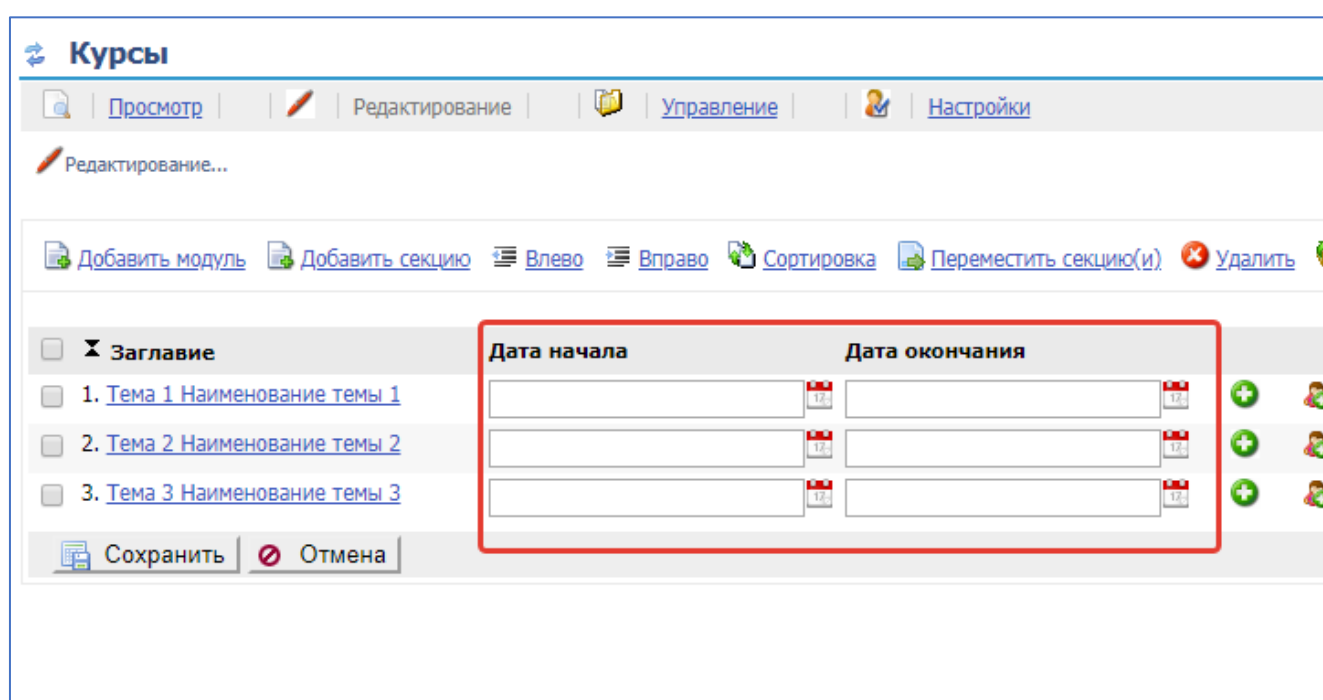 Курсы
Просмотр Редактирование Управление Настройки
Редактирование...
Добавить модуль Добавить секцию Влево Вправо Сортировка Переместить секцию(и) Удалить
Заглавие Дата начала Дата окончания
1. Тема 1 Наименование темы 1
2. Тема 2 Наименование темы 2
3. Тема 3 Наименование темы 3
Сохранить Отмена